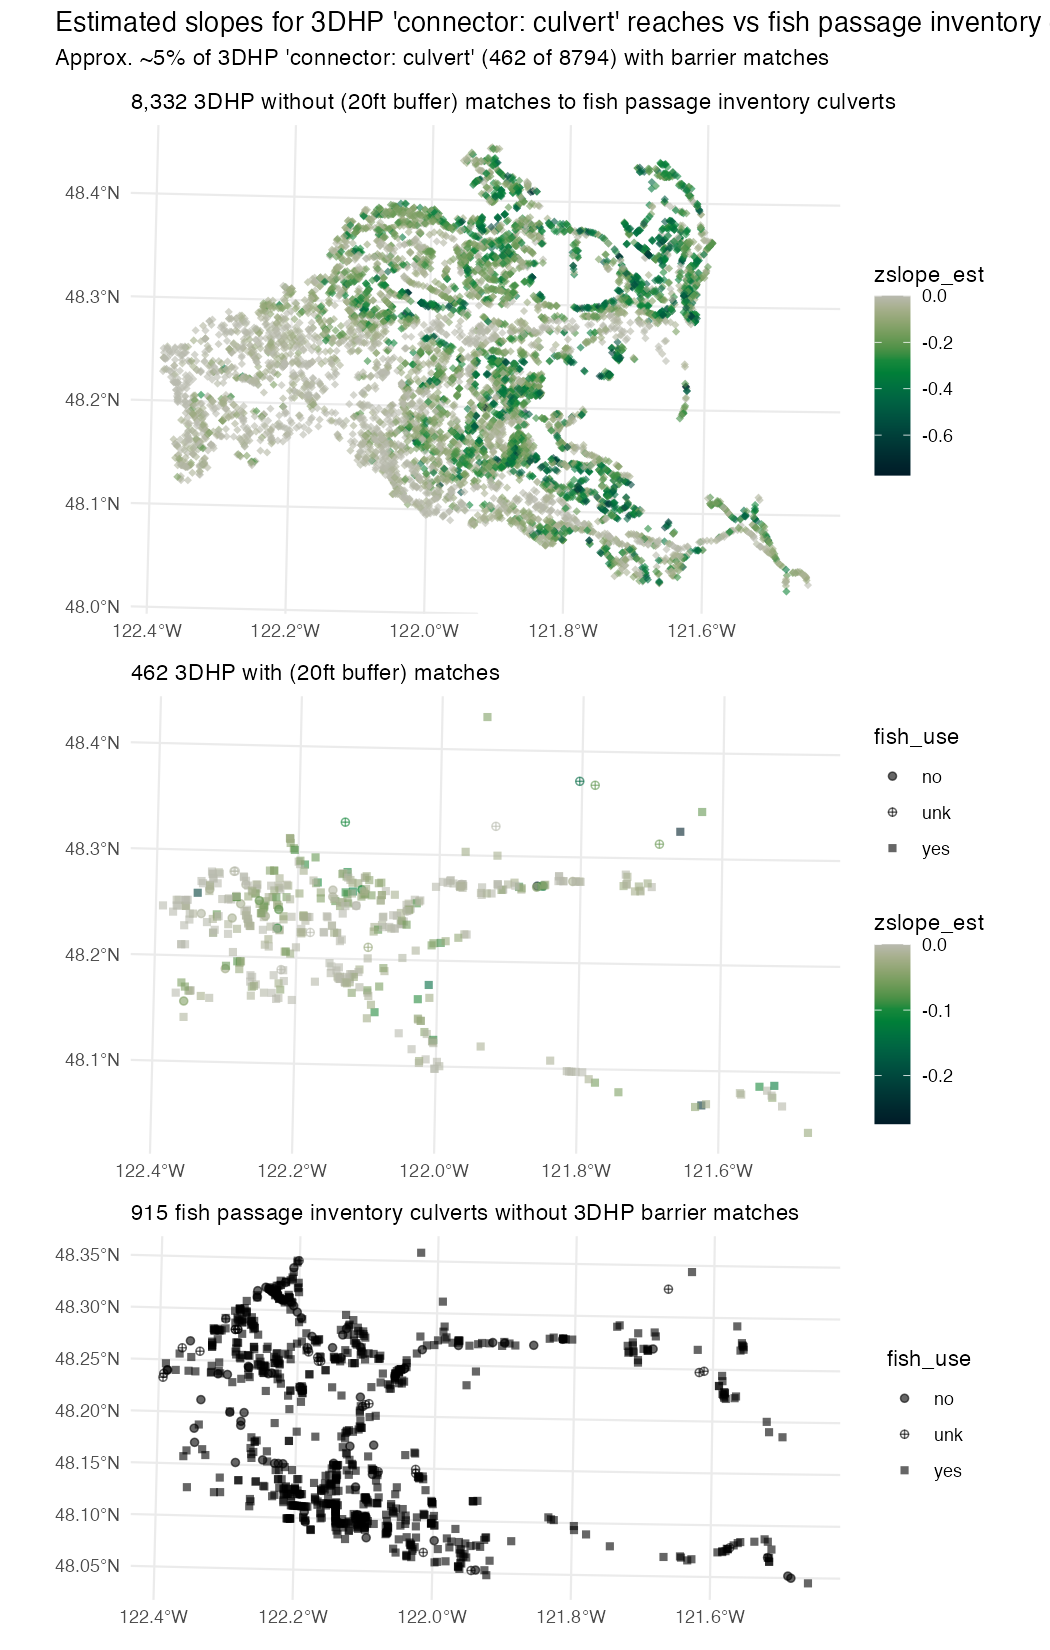 Estimated slopes for 3DHP 'connector: culvert' reaches vs fish passage inventory
Approx. ~5% of 3DHP 'connector: culvert' (462 of 8794) with barrier matches
8,332 3DHP without (20ft buffer) matches to fish passage inventory culverts
48.4°N
48.3°N
48.2°N
48.1°N
48.0°N
122.4°W 122.2°W 122.0°W 121.8°W 121.6°W
zslope_est
0.0
-0.2
-0.4
-0.6
462 3DHP with (20ft buffer) matches
48.4°N
48.3°N
48.2°N
48.1°N
122.4°W 122.2°W 122.0°W 121.8°W 121.6°W
fish_use
no
unk
yes
zslope_est
0.0
-0.1
-0.2
915 fish passage inventory culverts without 3DHP barrier matches
48.35°N
48.30°N
48.25°N
48.20°N
48.15°N
48.10°N
48.05°N
122.4°W 122.2°W 122.0°W 121.8°W 121.6°W
fish_use
no
unk
yes